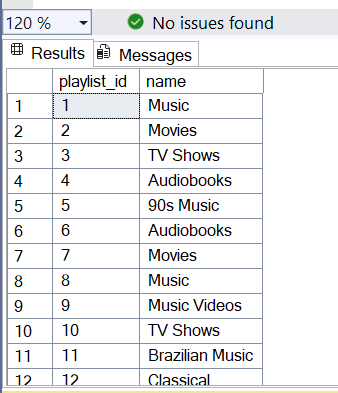 120 % No issues found
Results Messages
playlist_id name
1 1 Music
2 2 Movies
3 3 TV Shows
4 4 Audiobooks
5 5 90s Music
6 6 Audiobooks
7 7 Movies
8 8 Music
9 9 Music Videos
10 10 TV Shows
11 11 Brazilian Music
12 12 Classical